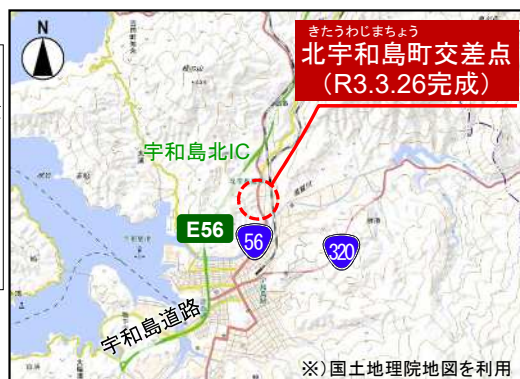 N
きたうわじまちょう
北宇和島町交差点
（R3.3.26完成）
宇和島北IC
E56
56
320
宇和島道路
※）国土地理院地図を利用